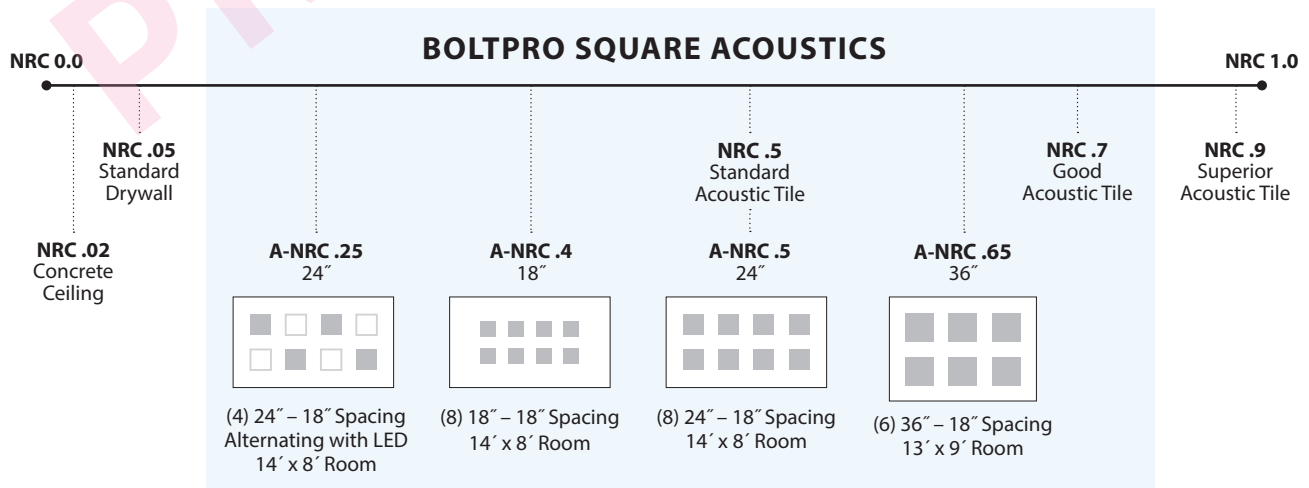 BOLTPRO SQUARE ACOUSTICS
NRC 0.0
NRC 1.0
NRC .05
Standard
Drywall
NRC .5
Standard
Acoustic Tile
NRC .7
Good
Acoustic Tile
NRC .9
Superior
Acoustic Tile
NRC .02
Concrete
Ceiling
A-NRC .25
24˝
A-NRC .4
18˝
A-NRC .5
24˝
A-NRC .65
36˝
(4) 24˝ – 18˝ Spacing
Alternating with LED
14´ x 8´ Room
(8) 18˝ – 18˝ Spacing
14´ x 8´ Room
(8) 24˝ – 18˝ Spacing
14´ x 8´ Room
(6) 36˝ – 18˝ Spacing
13´ x 9´ Room